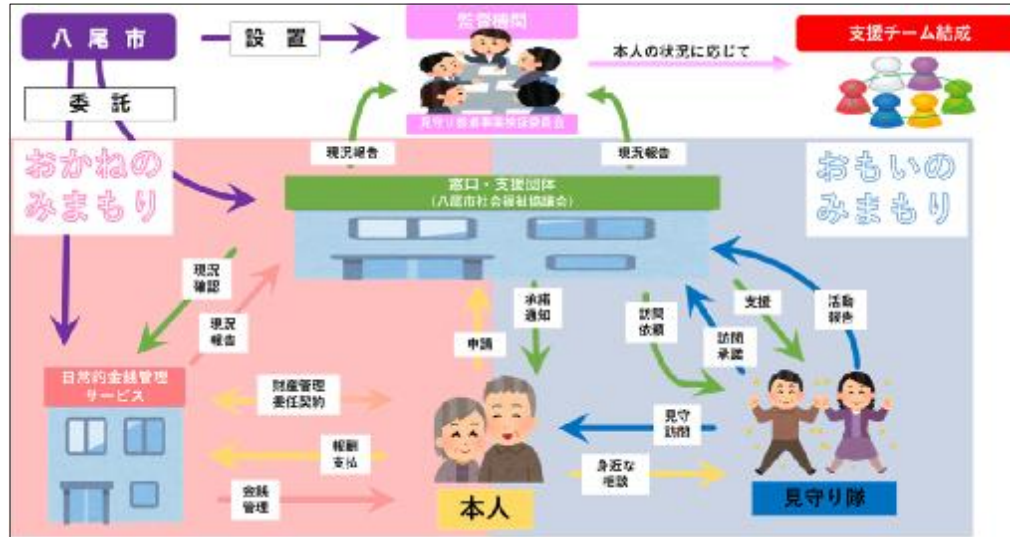 八尾市
設置
監督機関
本人の状況に応じて
支援チーム結成
委託
おかねの
みまもり
現況報告
現況報告
おもいの
みまもり
窓口・支援団体
(八尾市社会福祉協議会)
現況
確認
現況
報告
申請
承諾
通知
訪問
依頼
支援
訪問
承諾
活動
報告
日常的金銭管理
サービス
財産管理
委任契約
報酬
支払
金銭
管理
見守
訪問
身近な
相談
本人
見守り隊